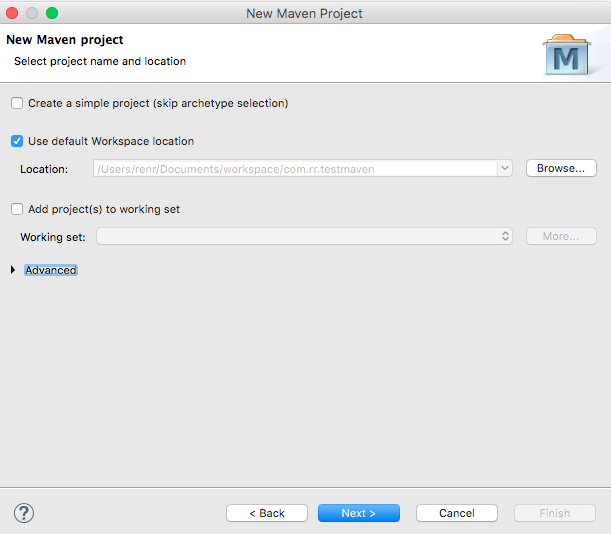 New Maven Project
New Maven project
Select project name and location
M
Create a simple project (skip archetype selection)
Use default Workspace location
Location: /Users/renr/Documents/workspace/com.rr.testmaven Browse...
Add project(s) to working set
Working set: More...
Advanced
? < Back Next > Cancel Finish